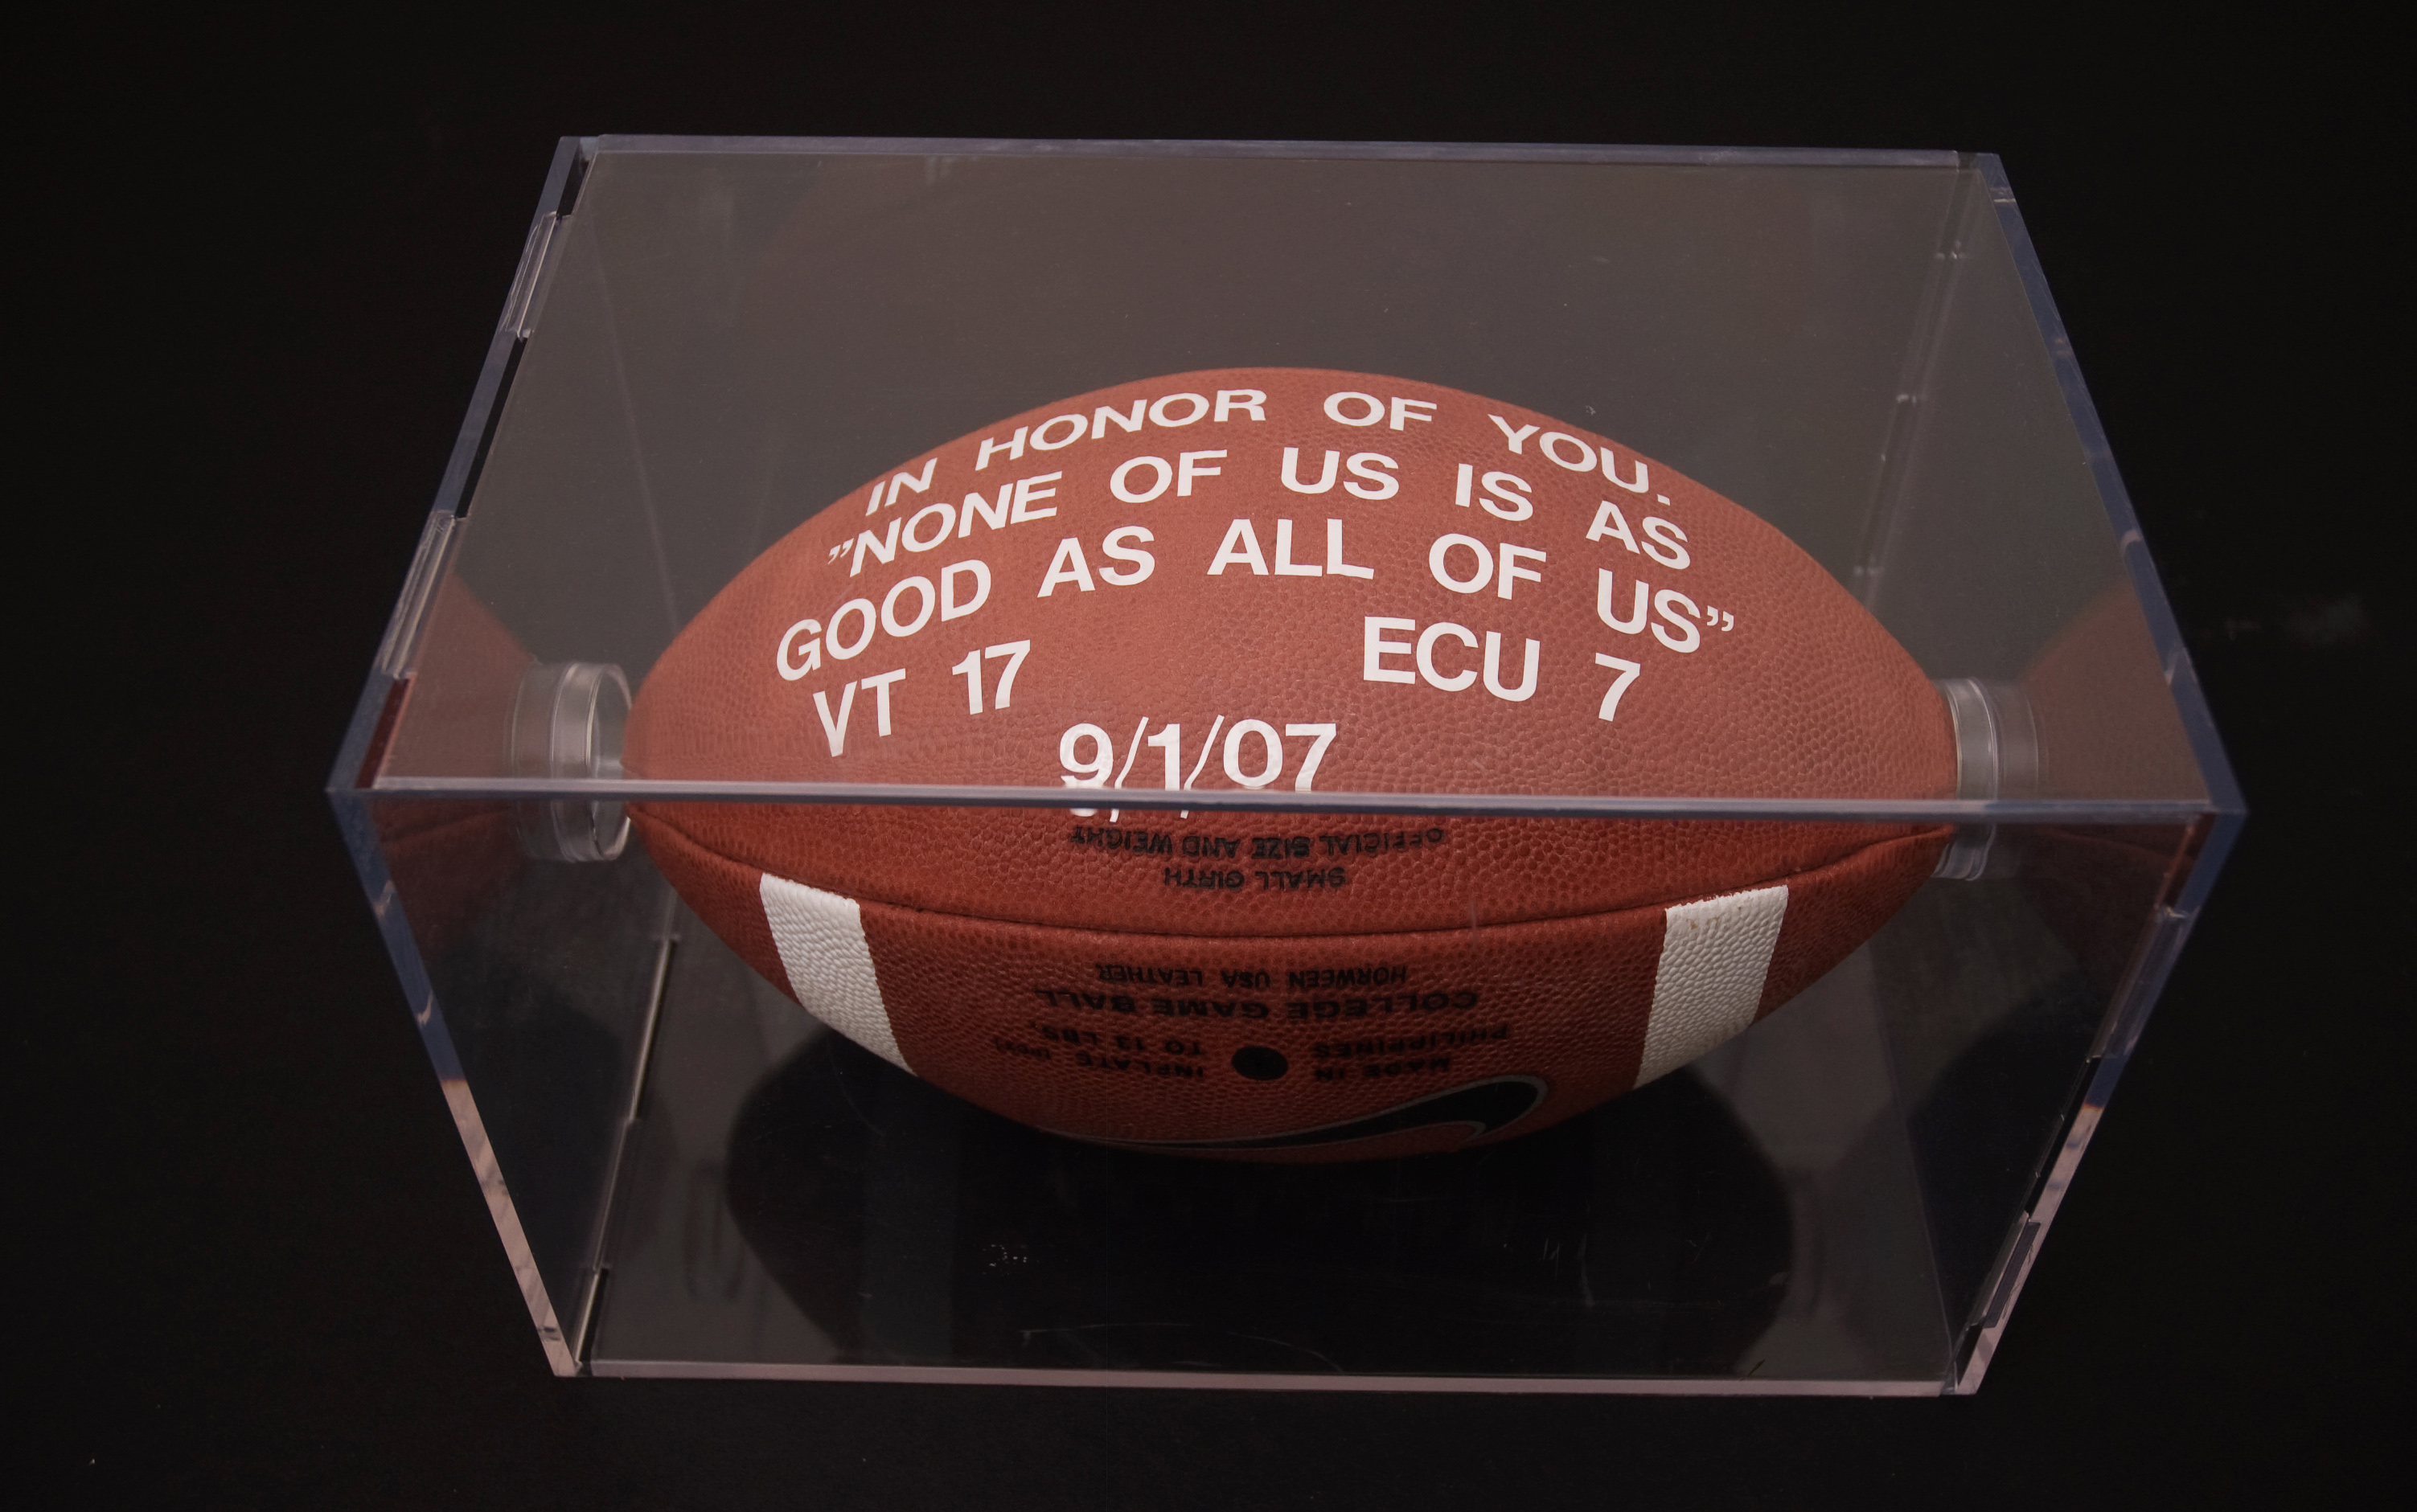 IN HONOR OF YOU.
”NONE OF US IS AS
GOOD AS ALL OF US”
VT 17 ECU 7
9/1/07
OFFICIAL SIZE AND WEIGHT
SMALL GIRTH
HORWEEN USA LEATHER
COLLEGE GAME BALL
MADE IN PHILIPPINES
INFLATE TO 13 LBS.